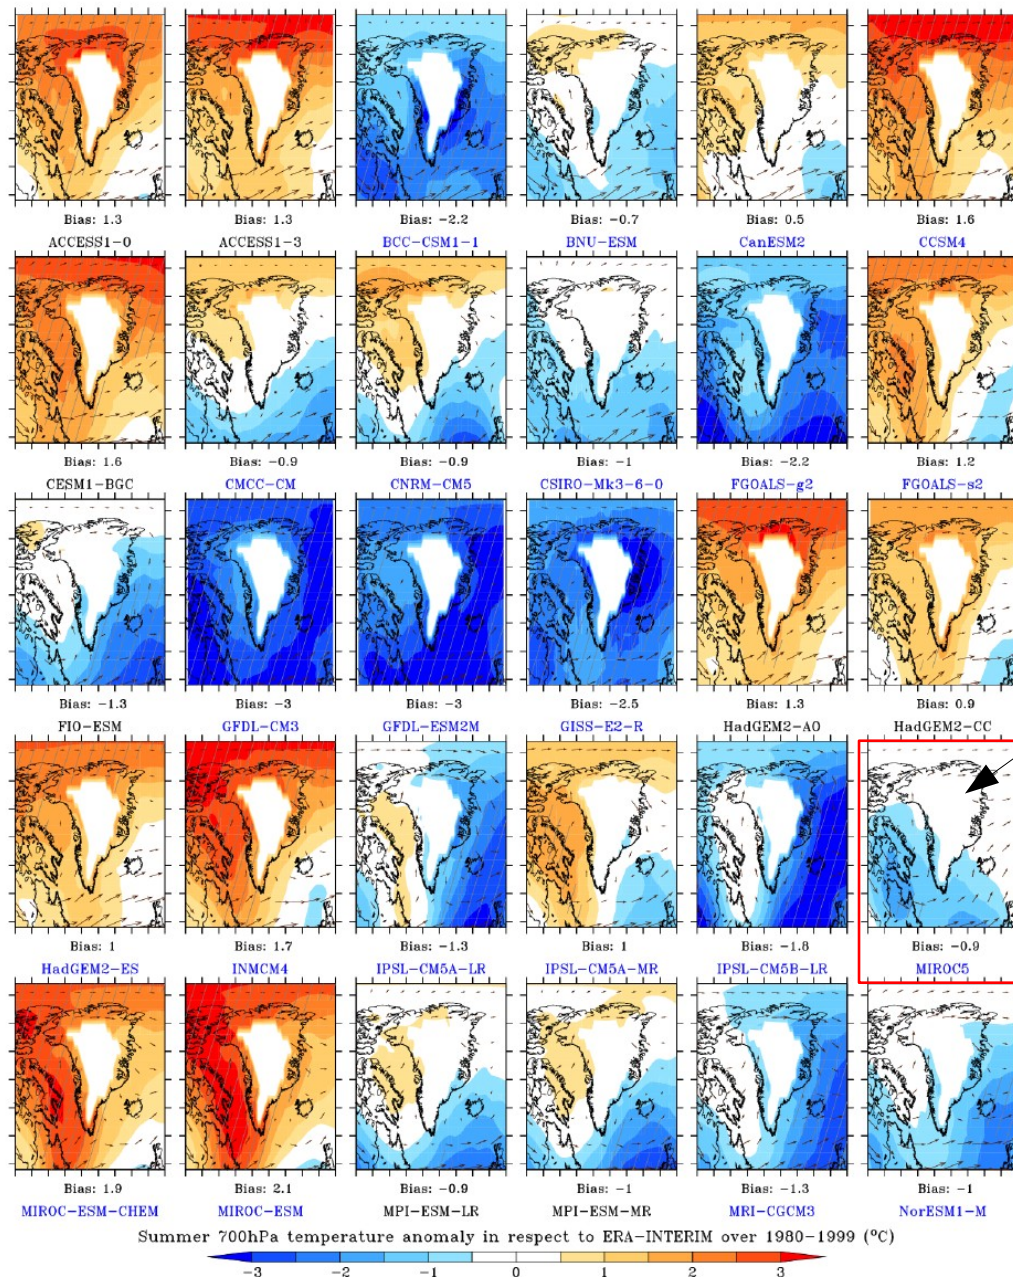 Bias: 1.3 Bias: 1.3 Bias: -2.2 Bias: -0.7 Bias: 0.5 Bias: 1.6
ACCESS1-0 ACCESS1-3 BCC-CSM1-1 BNU-ESM CanESM2 CCSM4
Bias: 1.6 Bias: -0.9 Bias: -0.9 Bias: -1 Bias: -2.2 Bias: 1.2
CESM1-BGC CMCC-CM CNRM-CM5 CSIRO-Mk3-6-0 FGOALS-g2 FGOALS-s2
Bias: -1.3 Bias: -3 Bias: -3 Bias: -2.5 Bias: 1.3 Bias: 0.9
FIO-ESM GFDL-CM3 GFDL-ESM2M GISS-E2-R HadGEM2-AO HadGEM2-CC
Bias: 1 Bias: 1.7 Bias: -1.3 Bias: 1 Bias: -1.8 Bias: -0.9
HadGEM2-ES INMCM4 IPSL-CM5A-LR IPSL-CM5A-MR IPSL-CM5B-LR MIROC5
Bias: 1.9 Bias: 2.1 Bias: -0.9 Bias: -1 Bias: -1.3 Bias: -1
MIROC-ESM-CHEM MIROC-ESM MPI-ESM-LR MPI-ESM-MR MRI-CGCM3 NorESM1-M
Summer 700hPa temperature anomaly in respect to ERA-INTERIM over 1980-1999 (°C)
-3 -2 -1 0 1 2 3